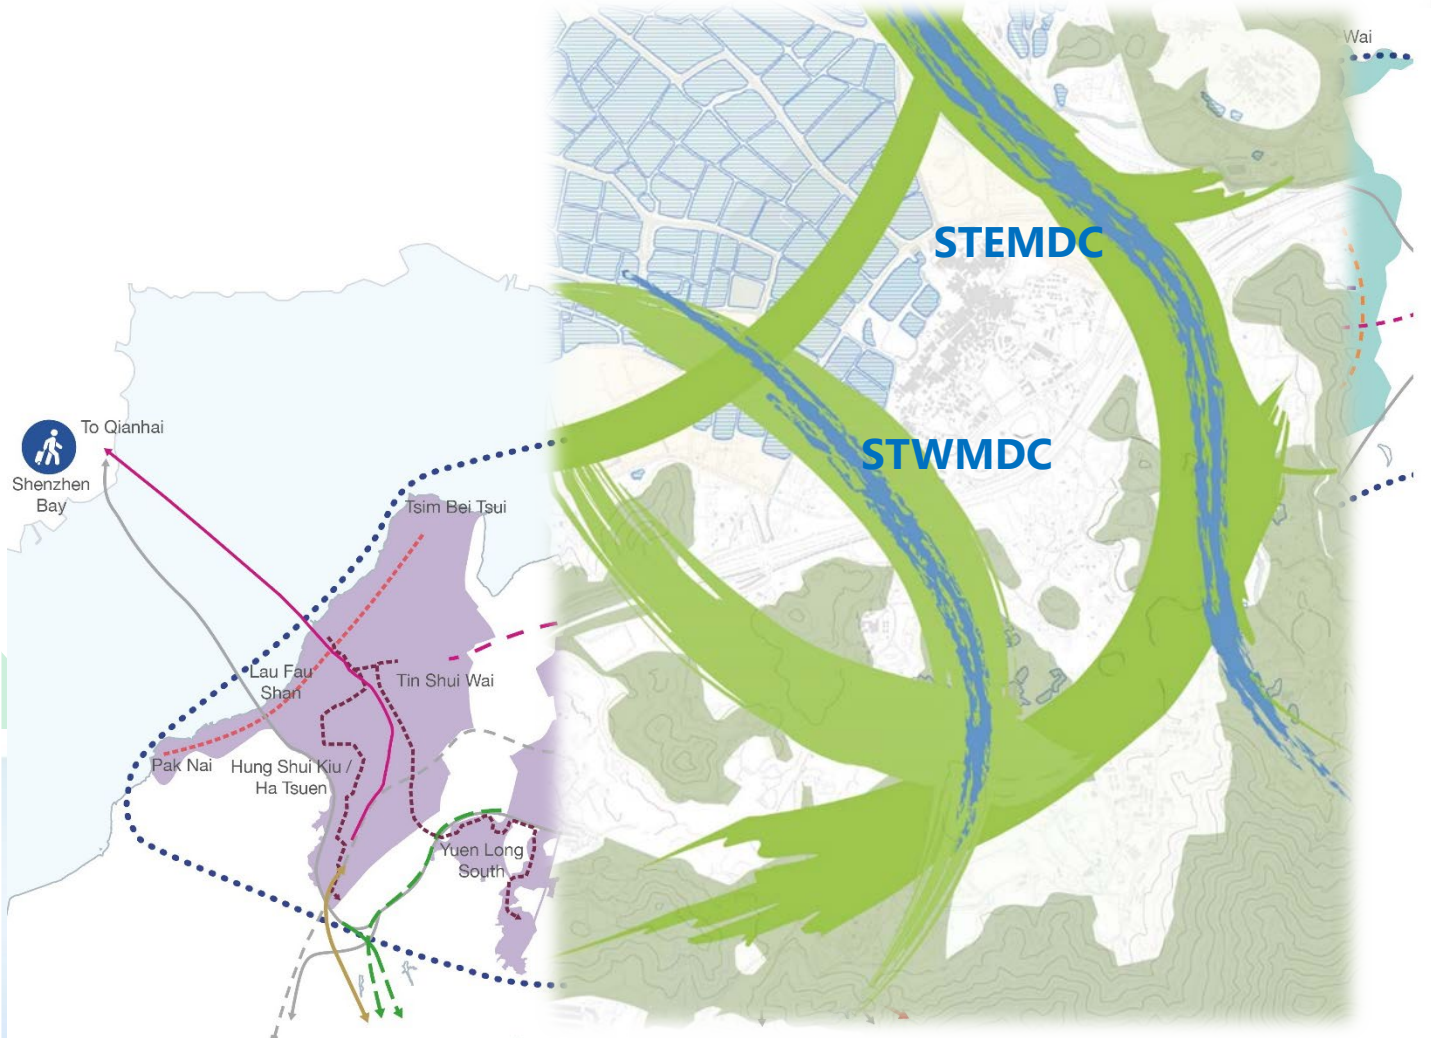 Wai
STEMDC
To Qianhai
STWMDC
Shenzhen
Bay
Tsim Bei Tsui
Lau Fau
Shan
Tin Shui Wai
Pak Nai
Hung Shui Kiu /
Ha Tsuen
Yuen Long
South